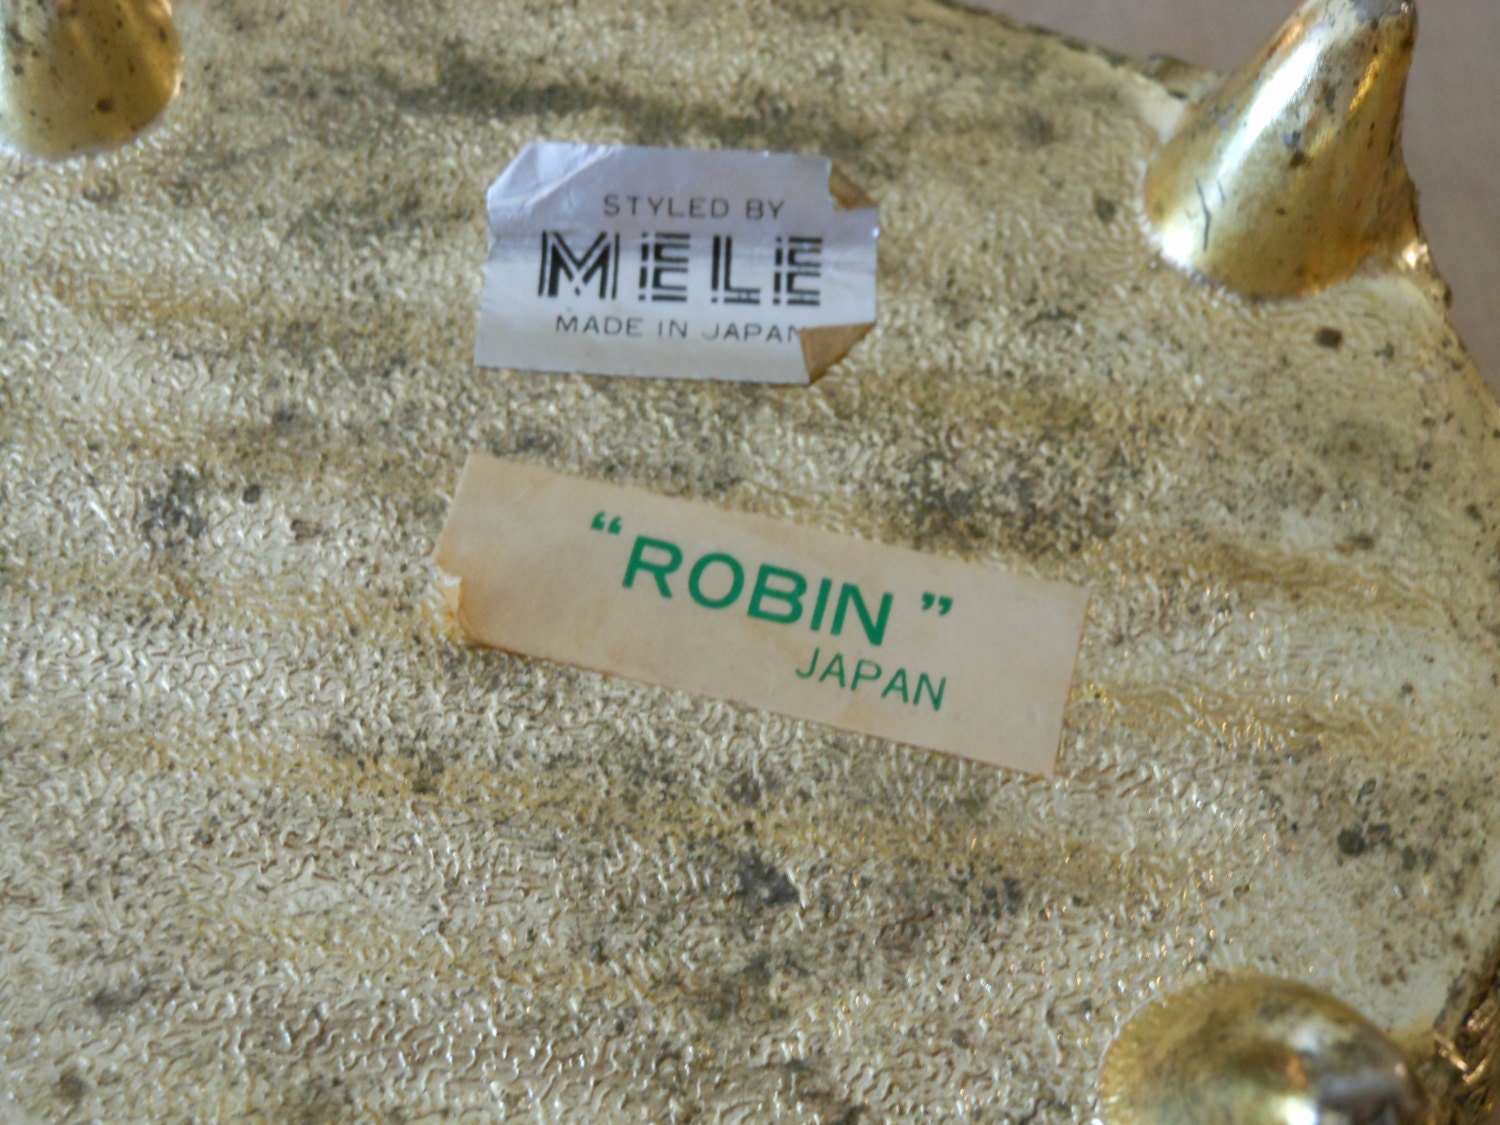 STYLED BY
MELE
MADE IN JAPAN
“ROBIN”
JAPAN